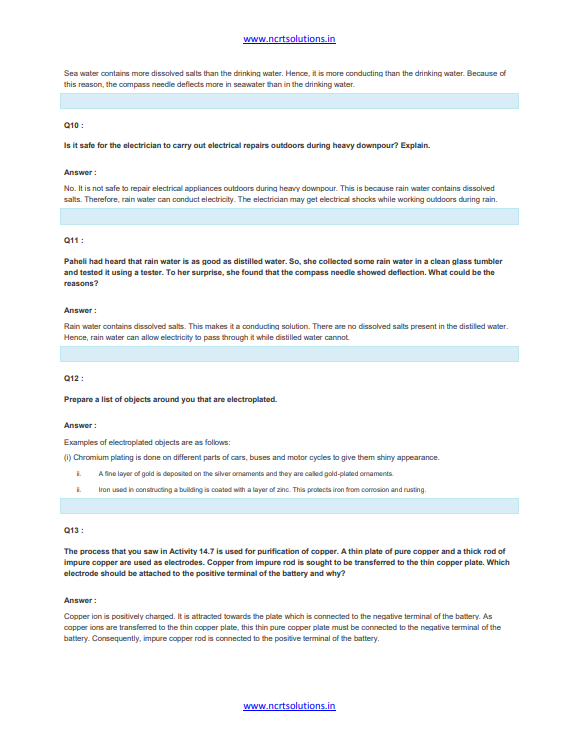 www.ncrtsolutions.in
Sea water contains more dissolved salts than the drinking water. Hence, it is more conducting than the drinking water. Because of
this reason, the compass needle deflects more in seawater than in the drinking water.
Q10 :
Is it safe for the electrician to carry out electrical repairs outdoors during heavy downpour? Explain.
Answer :
No. It is not safe to repair electrical appliances outdoors during heavy downpour. This is because rain water contains dissolved
salts. Therefore, rain water can conduct electricity. The electrician may get electrical shocks while working outdoors during rain.
Q11 :
Paheli had heard that rain water is as good as distilled water. So, she collected some rain water in a clean glass tumbler
and tested it using a tester. To her surprise, she found that the compass needle showed deflection. What could be the
reasons?
Answer :
Rain water contains dissolved salts. This makes it a conducting solution. There are no dissolved salts present in the distilled water.
Hence, rain water can allow electricity to pass through it while distilled water cannot.
Q12 :
Prepare a list of objects around you that are electroplated.
Answer :
Examples of electroplated objects are as follows:
(i) Chromium plating is done on different parts of cars, buses and motor cycles to give them shiny appearance.
ii. A fine layer of gold is deposited on the silver ornaments and they are called gold-plated ornaments.
ii. Iron used in constructing a building is coated with a layer of zinc. This protects iron from corrosion and rusting.
Q13 :
The process that you saw in Activity 14.7 is used for purification of copper. A thin plate of pure copper and a thick rod of
impure copper are used as electrodes. Copper from impure rod is sought to be transferred to the thin copper plate. Which
electrode should be attached to the positive terminal of the battery and why?
Answer :
Copper ion is positively charged. It is attracted towards the plate which is connected to the negative terminal of the battery. As
copper ions are transferred to the thin copper plate, this thin pure copper plate must be connected to the negative terminal of the
battery. Consequently, impure copper rod is connected to the positive terminal of the battery.
www.ncrtsolutions.in